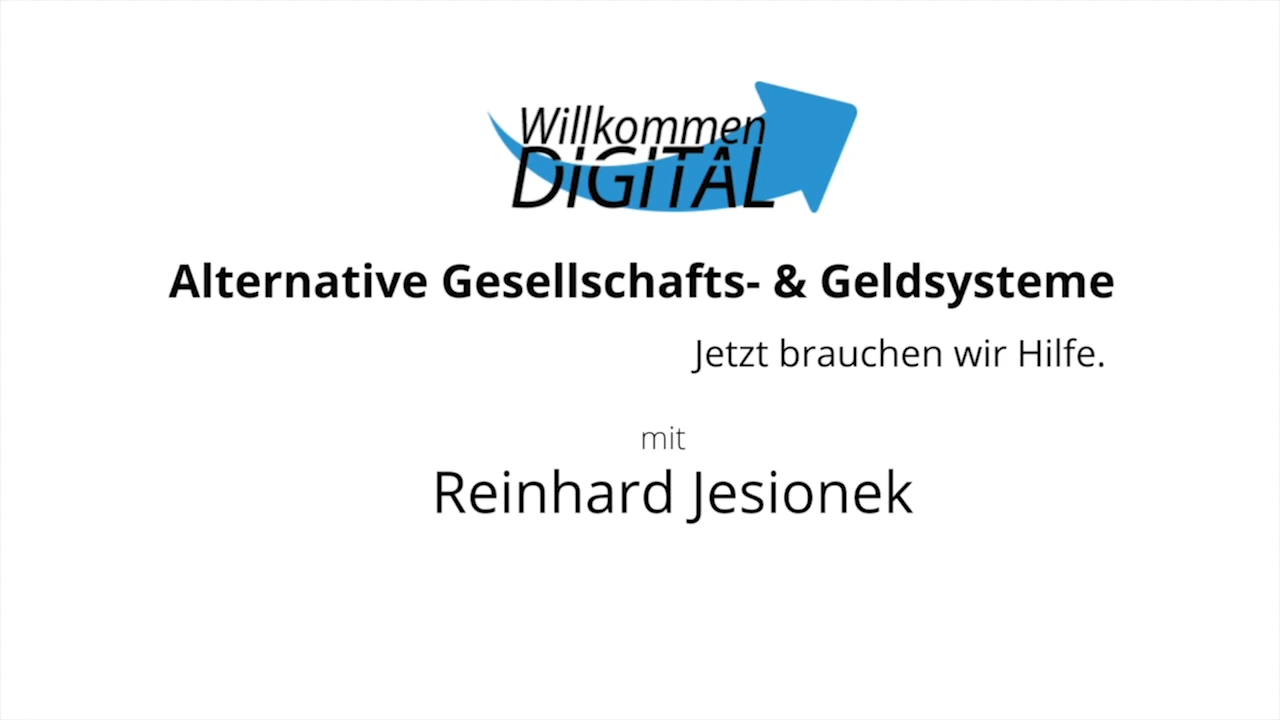 Willkommen
DiGiTAL
Alternative Gesellschafts- & Geldsysteme
Jetzt brauchen wir Hilfe.
mit
Reinhard Jesionek